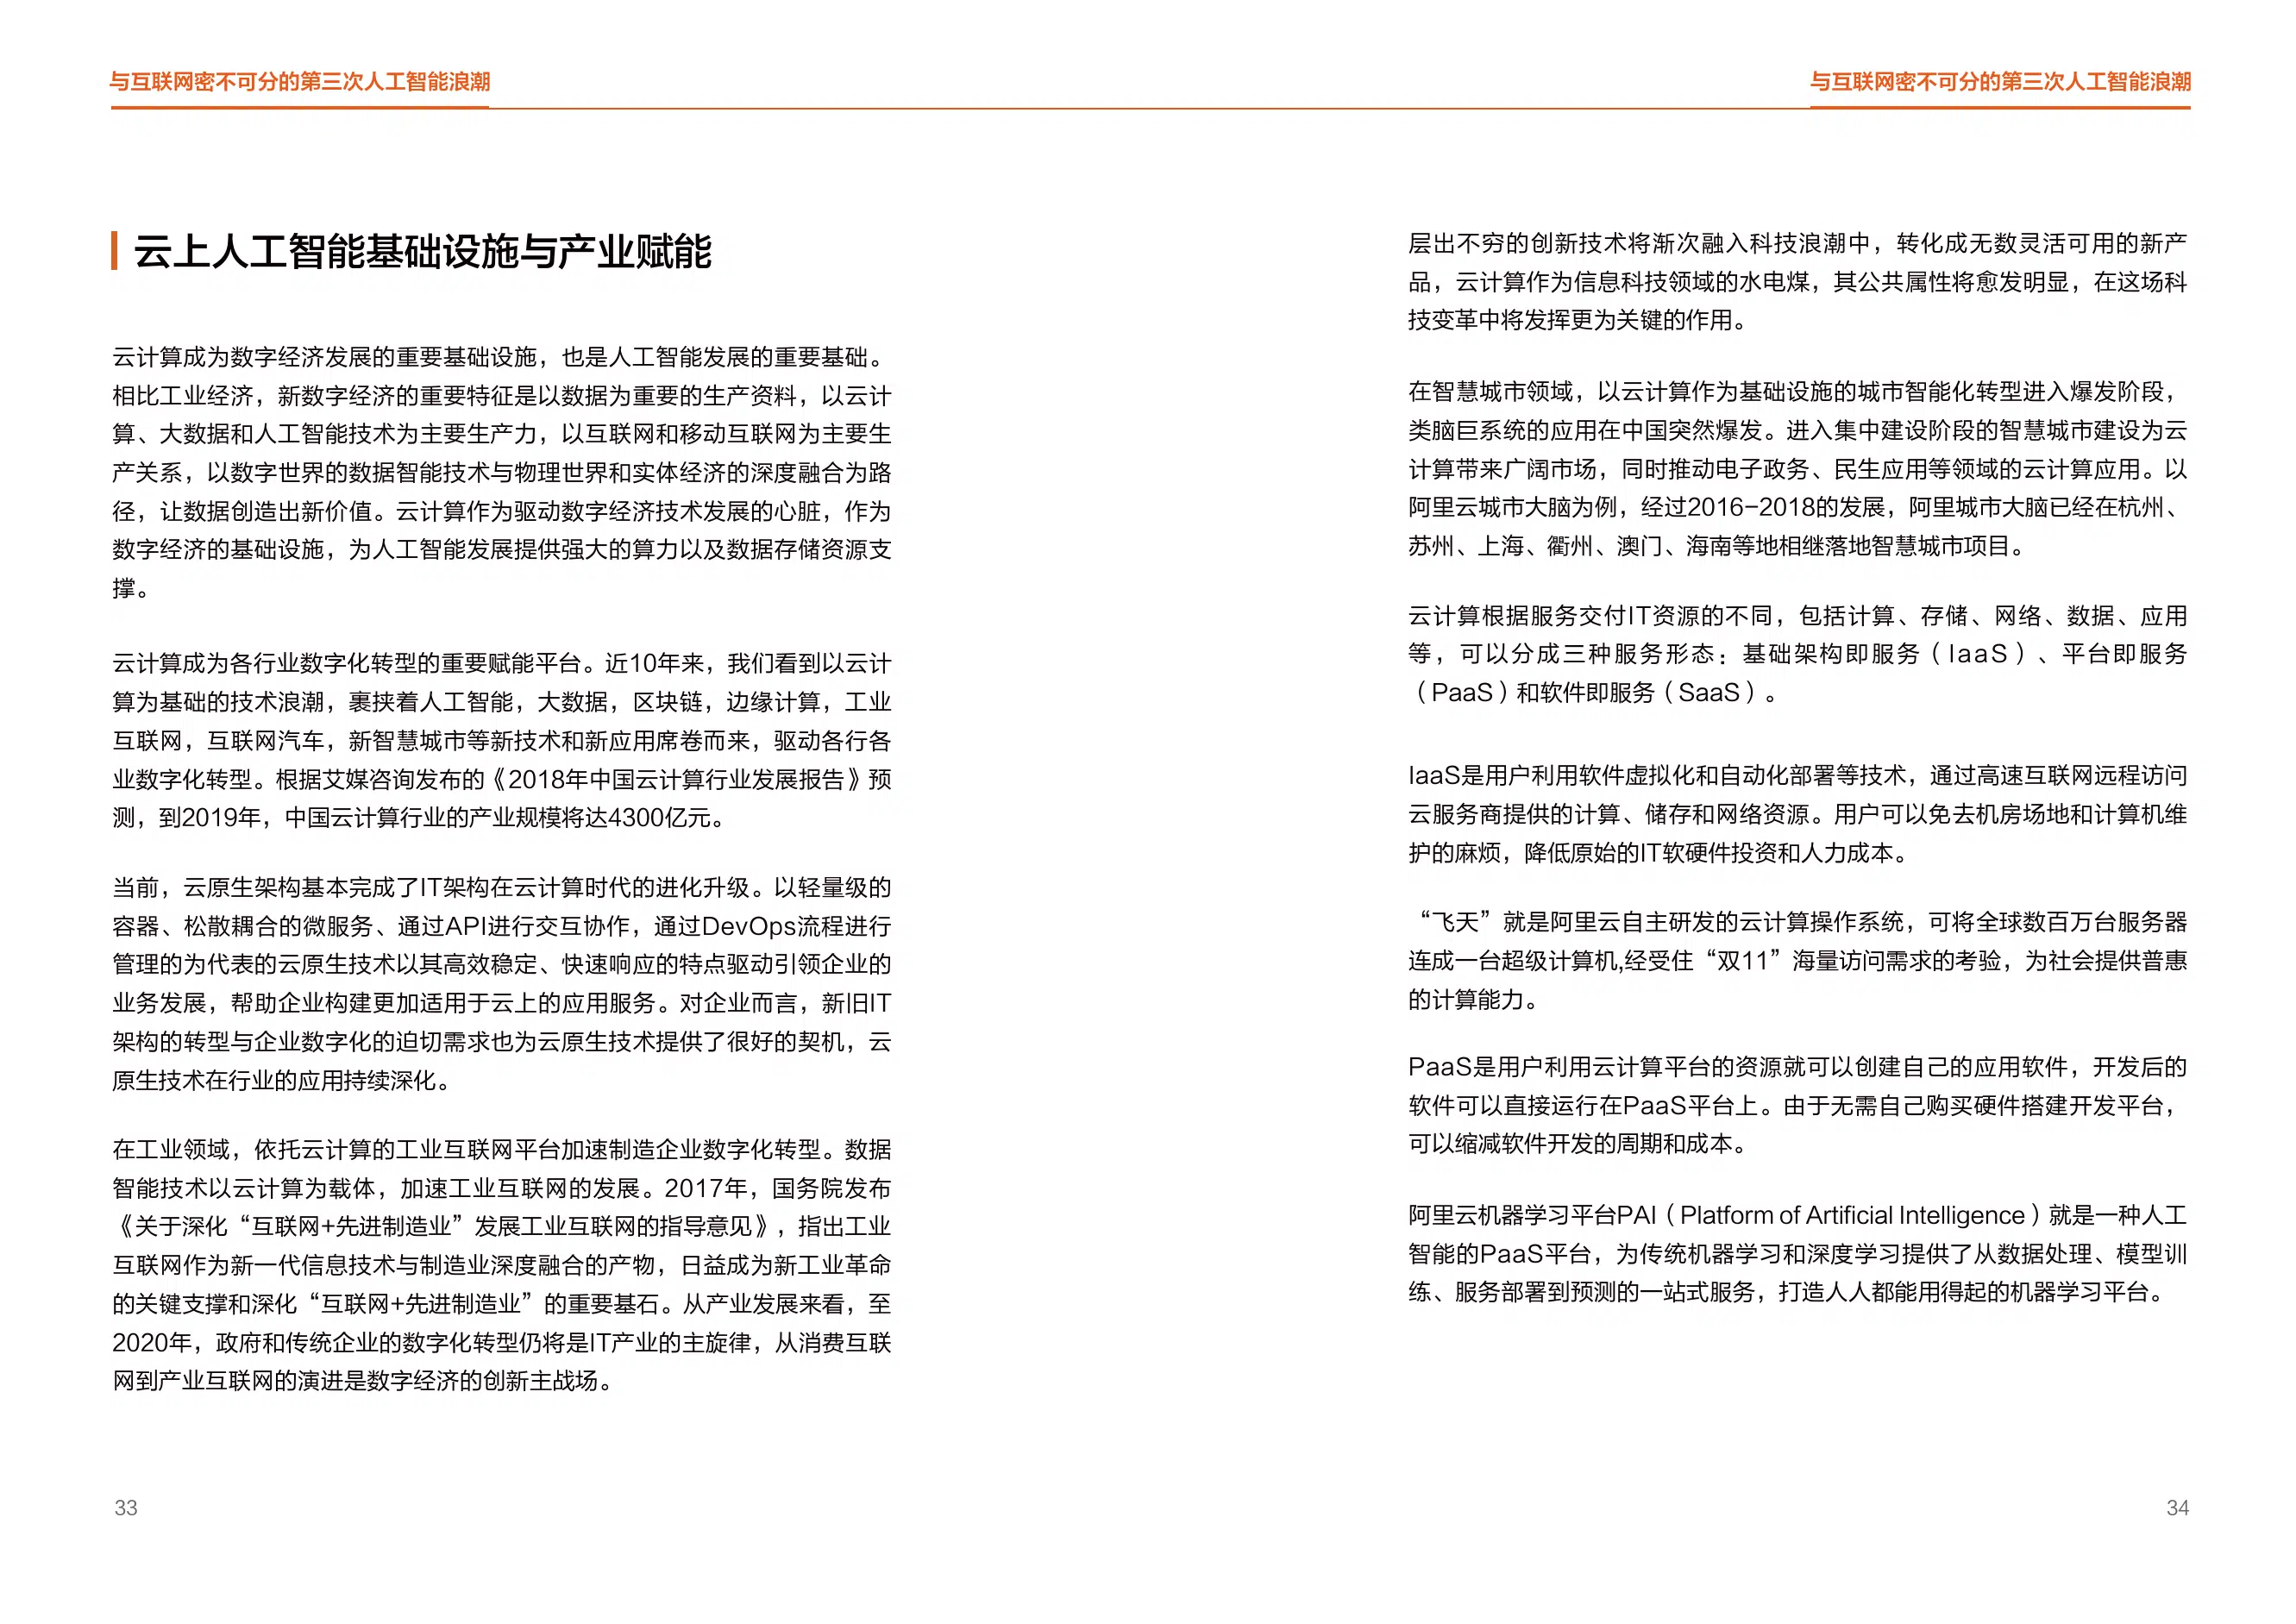 与互联网密不可分的第三次人工智能浪潮
与互联网密不可分的第三次人工智能浪潮
云上人工智能基础设施与产业赋能
云计算成为数字经济发展的重要基础设施，也是人工智能发展的重要基础。
相比工业经济，新数字经济的重要特征是以数据为重要的生产资料，以云计
算、大数据和人工智能技术为主要生产力，以互联网和移动互联网为主要生
产关系，以数字世界的数据智能技术与物理世界和实体经济的深度融合为路
径，让数据创造出新价值。云计算作为驱动数字经济技术发展的心脏，作为
数字经济的基础设施，为人工智能发展提供强大的算力以及数据存储资源支
撑。
云计算成为各行业数字化转型的重要赋能平台。近10年来，我们看到以云计
算为基础的技术浪潮，裹挟着人工智能，大数据，区块链，边缘计算，工业
互联网，互联网汽车，新智慧城市等新技术和新应用席卷而来，驱动各行各
业数字化转型。根据艾媒咨询发布的《2018年中国云计算行业发展报告》预
测，到2019年，中国云计算行业的产业规模将达4300亿元。
当前，云原生架构基本完成了IT架构在云计算时代的进化升级。以轻量级的
容器、松散耦合的微服务、通过API进行交互协作，通过DevOps流程进行
管理的为代表的云原生技术以其高效稳定、快速响应的特点驱动引领企业的
业务发展，帮助企业构建更加适用于云上的应用服务。对企业而言，新旧IT
架构的转型与企业数字化的迫切需求也为云原生技术提供了很好的契机，云
原生技术在行业的应用持续深化。
在工业领域，依托云计算的工业互联网平台加速制造企业数字化转型。数据
智能技术以云计算为载体，加速工业互联网的发展。2017年，国务院发布
《关于深化“互联网+先进制造业”发展工业互联网的指导意见》，指出工业
互联网作为新一代信息技术与制造业深度融合的产物，日益成为新工业革命
的关键支撑和深化“互联网+先进制造业”的重要基石。从产业发展来看，至
2020年，政府和传统企业的数字化转型仍将是IT产业的主旋律，从消费互联
网到产业互联网的演进是数字经济的创新主战场。
33
层出不穷的创新技术将渐次融入科技浪潮中，转化成无数灵活可用的新产
品，云计算作为信息科技领域的水电煤，其公共属性将愈发明显，在这场科
技变革中将发挥更为关键的作用。
在智慧城市领域，以云计算作为基础设施的城市智能化转型进入爆发阶段，
类脑巨系统的应用在中国突然爆发。进入集中建设阶段的智慧城市建设为云
计算带来广阔市场，同时推动电子政务、民生应用等领域的云计算应用。以
阿里云城市大脑为例，经过2016-2018的发展，阿里城市大脑已经在杭州、
苏州、上海、衢州、澳门、海南等地相继落地智慧城市项目。
云计算根据服务交付IT资源的不同，包括计算、存储、网络、数据、应用
等，可以分成三种服务形态：基础架构即服务（IaaS）、平台即服务
（PaaS）和软件即服务（SaaS）。
IaaS是用户利用软件虚拟化和自动化部署等技术，通过高速互联网远程访问
云服务商提供的计算、储存和网络资源。用户可以免去机房场地和计算机维
护的麻烦，降低原始的IT软硬件投资和人力成本。
“飞天”就是阿里云自主研发的云计算操作系统，可将全球数百万台服务器
连成一台超级计算机,经受住“双11”海量访问需求的考验，为社会提供普惠
的计算能力。
PaaS是用户利用云计算平台的资源就可以创建自己的应用软件，开发后的
软件可以直接运行在PaaS平台上。由于无需自己购买硬件搭建开发平台，
可以缩减软件开发的周期和成本。
阿里云机器学习平台PAI（Platform of Artificial Intelligence）就是一种人工
智能的PaaS平台，为传统机器学习和深度学习提供了从数据处理、模型训
练、服务部署到预测的一站式服务，打造人人都能用得起的机器学习平台。
34